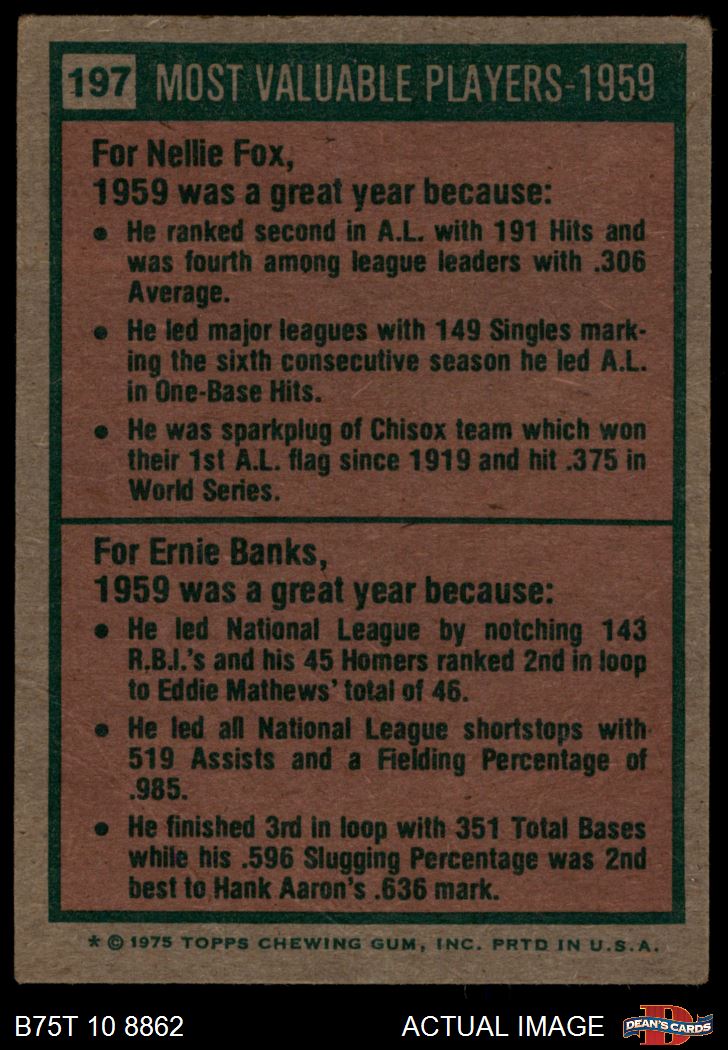 197 MOST VALUABLE PLAYERS-1959
For Nellie Fox,
1959 was a great year because:
• He ranked second in A.L. with 191 Hits and
was fourth among league leaders with .306
Average.
• He led major leagues with 149 Singles mark-
ing the sixth consecutive season he led A.L.
in One-Base Hits.
• He was sparkplug of Chisox team which won
their 1st A.L. flag since 1919 and hit .375 in
World Series.
For Ernie Banks,
1959 was a great year because:
• He led National League by notching 143
R.B.I.'s and his 45 Homers ranked 2nd in loop
to Eddie Mathews' total of 46.
• He led all National League shortstops with
519 Assists and a Fielding Percentage of
.985.
• He finished 3rd in loop with 351 Total Bases
while his .596 Slugging Percentage was 2nd
best to Hank Aaron's .636 mark.
* © 1975 TOPPS CHEWING GUM, INC. PRTD IN U.S.A.
B75T 10 8862 ACTUAL IMAGE D DEAN'S CARDS